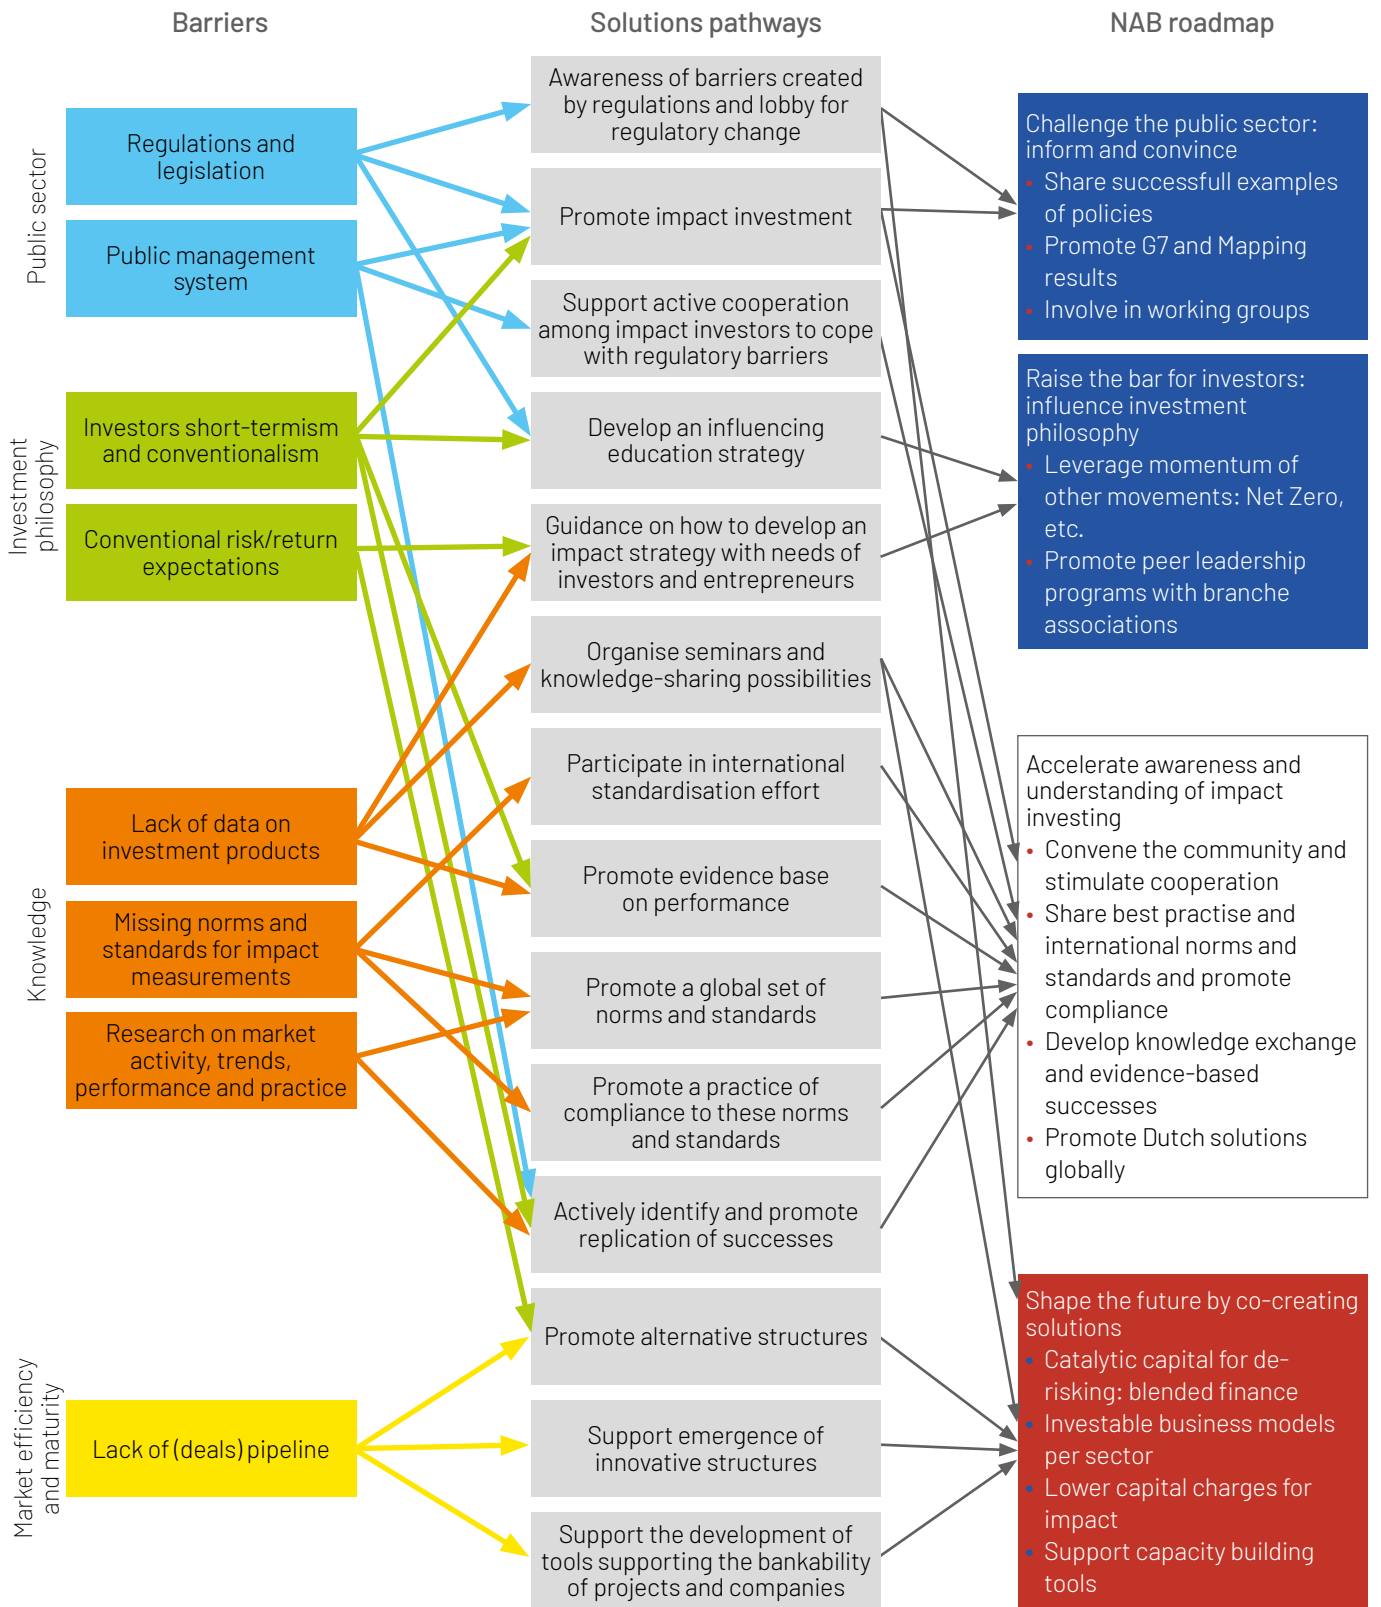 Barriers
Solutions pathways
NAB roadmap
Public sector
Regulations and
legislation
Public management
system
Investment
philosophy
Investors short-termism
and conventionalism
Conventional risk/return
expectations
Knowledge
Lack of data on
investment products
Missing norms and
standards for impact
measurements
Research on market
activity, trends,
performance and practice
Market efficiency
and maturity
Lack of (deals) pipeline
Awareness of barriers created
by regulations and lobby for
regulatory change
Promote impact investment
Support active cooperation
among impact investors to cope
with regulatory barriers
Develop an influencing
education strategy
Guidance on how to develop an
impact strategy with needs of
investors and entrepreneurs
Organise seminars and
knowledge-sharing possibilities
Participate in international
standardisation effort
Promote evidence base
on performance
Promote a global set of
norms and standards
Promote a practice of
compliance to these norms
and standards
Actively identify and promote
replication of successes
Promote alternative structures
Support emergence of
innovative structures
Support the development of
tools supporting the bankability
of projects and companies
Challenge the public sector:
inform and convince
• Share successfull examples
of policies
• Promote G7 and Mapping
results
• Involve in working groups
Raise the bar for investors:
influence investment
philosophy
• Leverage momentum of
other movements: Net Zero,
etc.
• Promote peer leadership
programs with branche
associations
Accelerate awareness and
understanding of impact
investing
• Convene the community and
stimulate cooperation
• Share best practise and
international norms and
standards and promote
compliance
• Develop knowledge exchange
and evidence-based
successes
• Promote Dutch solutions
globally
Shape the future by co-creating
solutions
• Catalytic capital for de-
risking: blended finance
• Investable business models
per sector
• Lower capital charges for
impact
• Support capacity building
tools